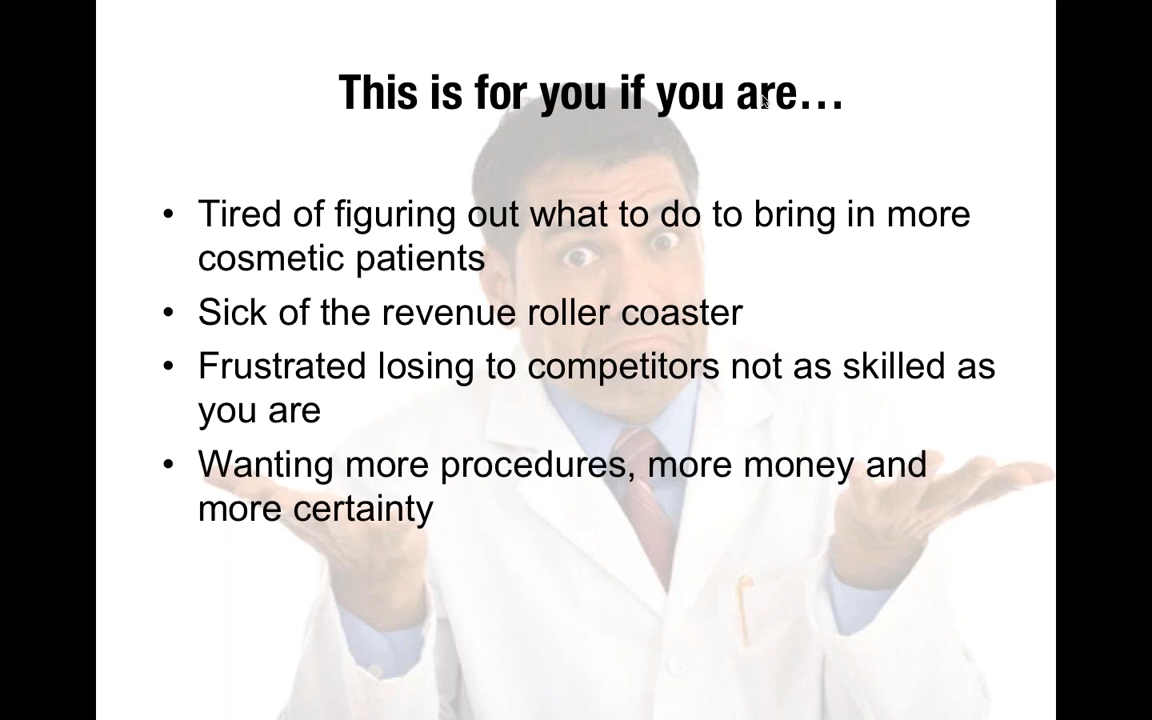 This is for you if you are…
• Tired of figuring out what to do to bring in more
cosmetic patients
• Sick of the revenue roller coaster
• Frustrated losing to competitors not as skilled as
you are
• Wanting more procedures, more money and
more certainty